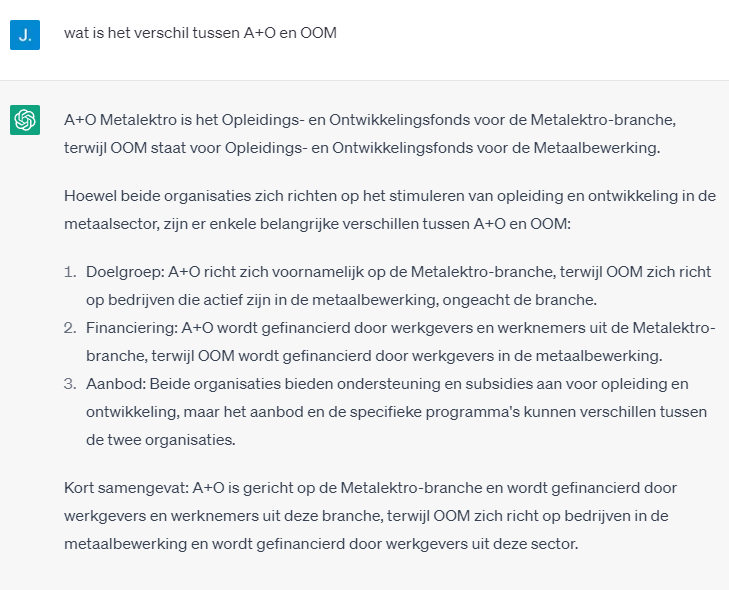 J.
wat is het verschil tussen A+O en OOM
A+O Metalektro is het Opleidings- en Ontwikkelingsfonds voor de Metalektro-branche,
terwijl OOM staat voor Opleidings- en Ontwikkelingsfonds voor de Metaalbewerking.
Hoewel beide organisaties zich richten op het stimuleren van opleiding en ontwikkeling in de
metaalsector, zijn er enkele belangrijke verschillen tussen A+O en OOM:
1. Doelgroep: A+O richt zich voornamelijk op de Metalektro-branche, terwijl OOM zich richt
op bedrijven die actief zijn in de metaalbewerking, ongeacht de branche.
2. Financiering: A+O wordt gefinancierd door werkgevers en werknemers uit de Metalektro-
branche, terwijl OOM wordt gefinancierd door werkgevers in de metaalbewerking.
3. Aanbod: Beide organisaties bieden ondersteuning en subsidies aan voor opleiding en
ontwikkeling, maar het aanbod en de specifieke programma's kunnen verschillen tussen
de twee organisaties.
Kort samengevat: A+O is gericht op de Metalektro-branche en wordt gefinancierd door
werkgevers en werknemers uit deze branche, terwijl OOM zich richt op bedrijven in de
metaalbewerking en wordt gefinancierd door werkgevers uit deze sector.